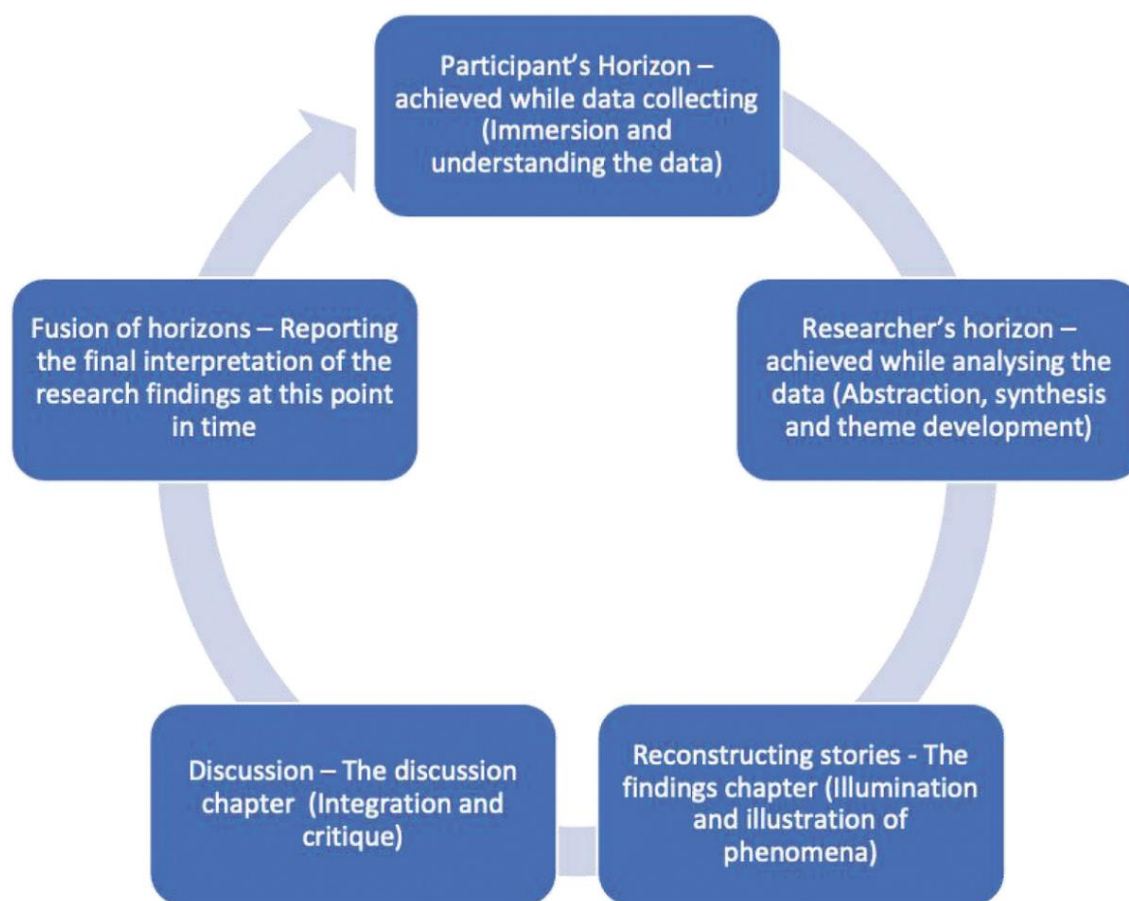 Participant’s Horizon –
achieved while data collecting
(Immersion and
understanding the data)
Researcher’s horizon –
achieved while analysing the
data (Abstraction, synthesis
and theme development)
Reconstructing stories - The
findings chapter (Illumination
and illustration of
phenomena)
Discussion – The discussion
chapter (Integration and
critique)
Fusion of horizons – Reporting
the final interpretation of the
research findings at this point
in time